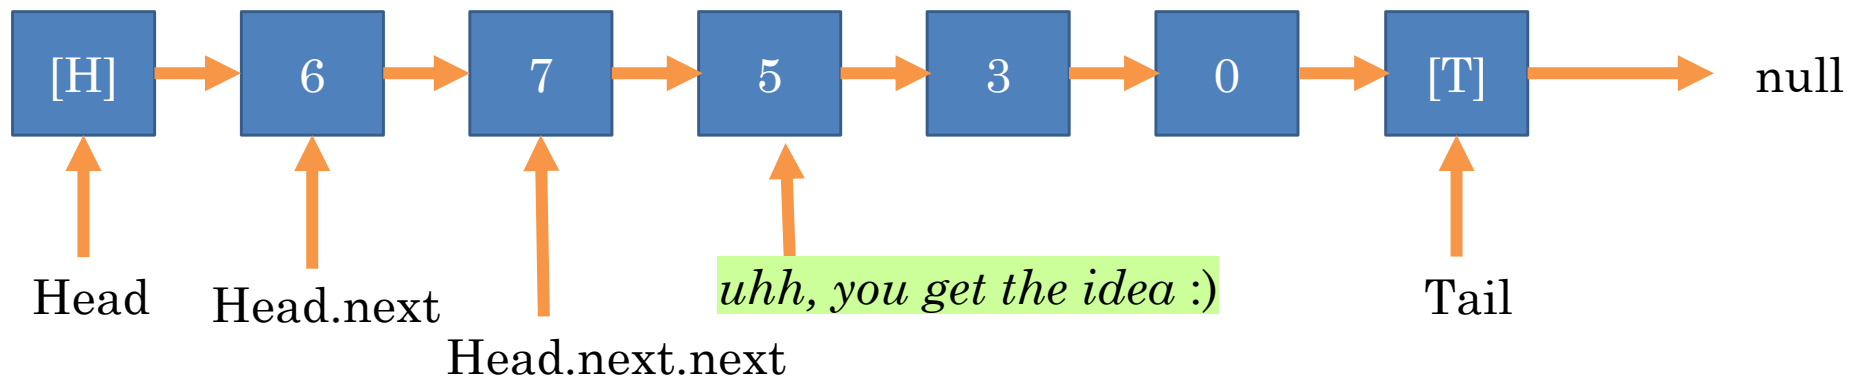 [H] 6 7 5 3 0 [T] null
Head Head.next uhh, you get the idea :) Tail
Head.next.next